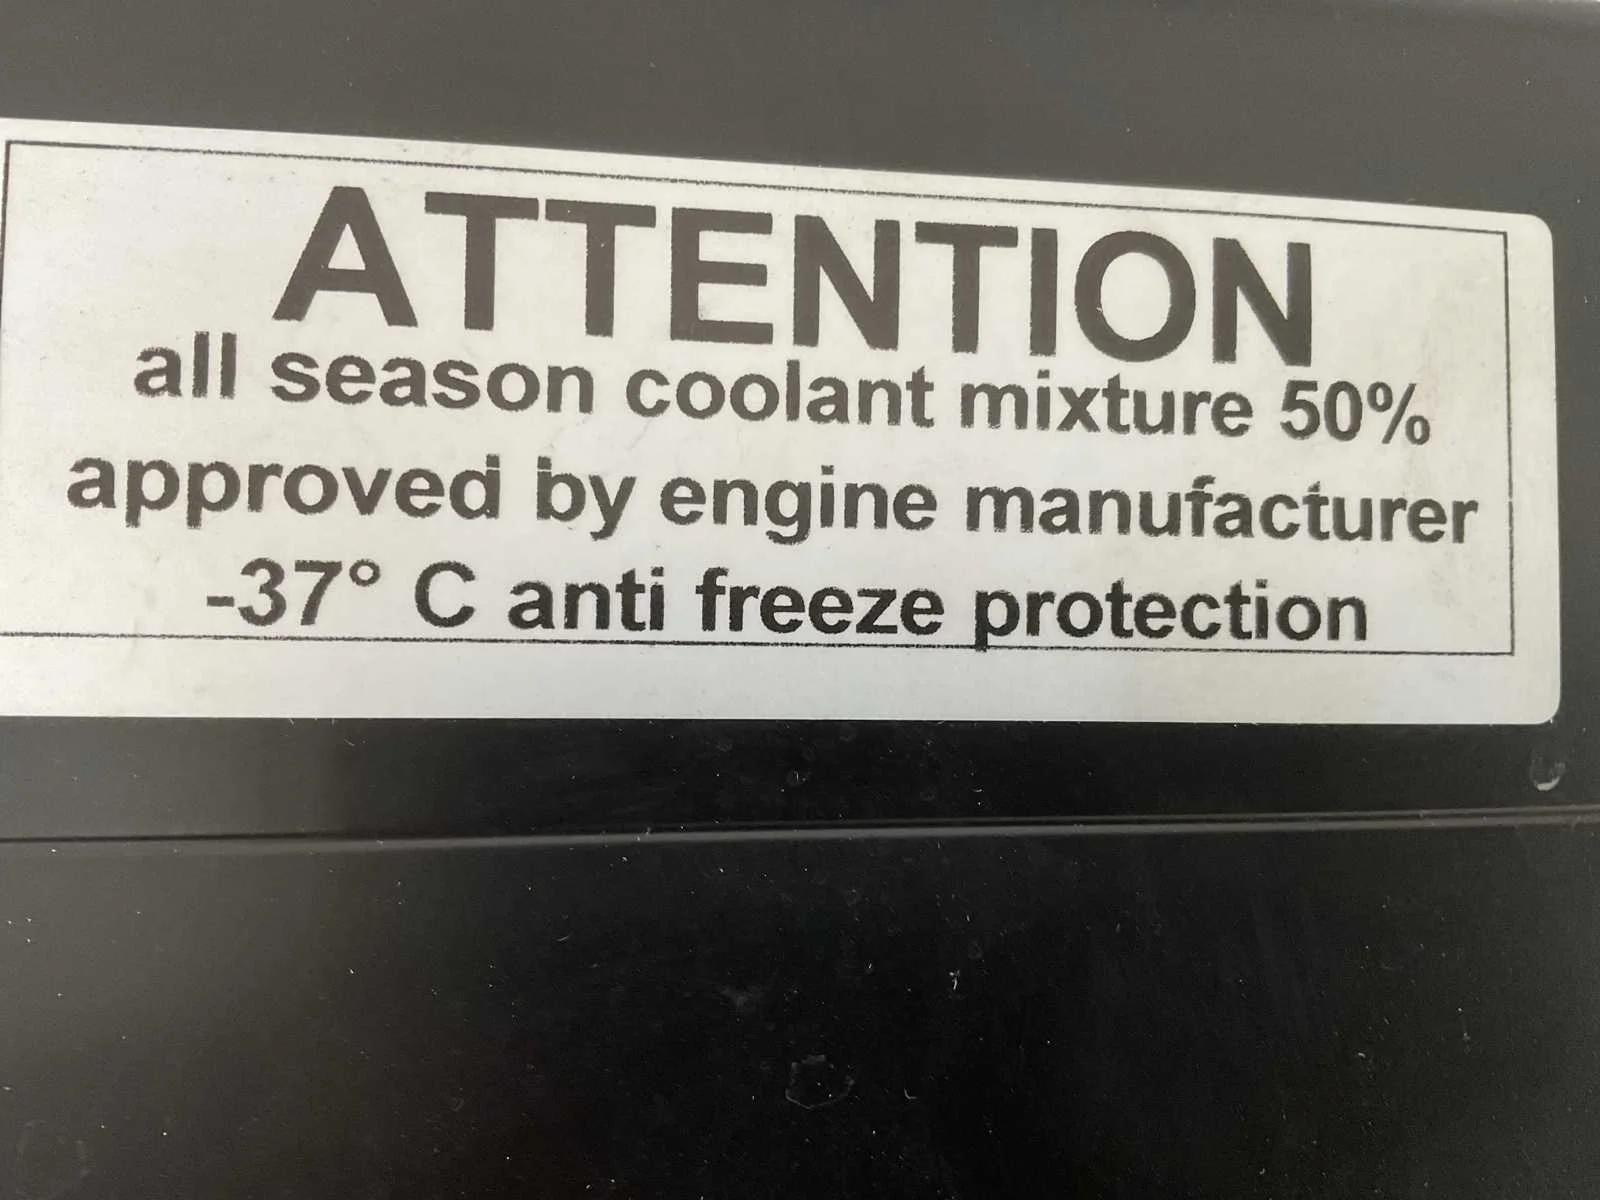 ATTENTION
all season coolant mixture 50%
approved by engine manufacturer
-37° C anti freeze protection